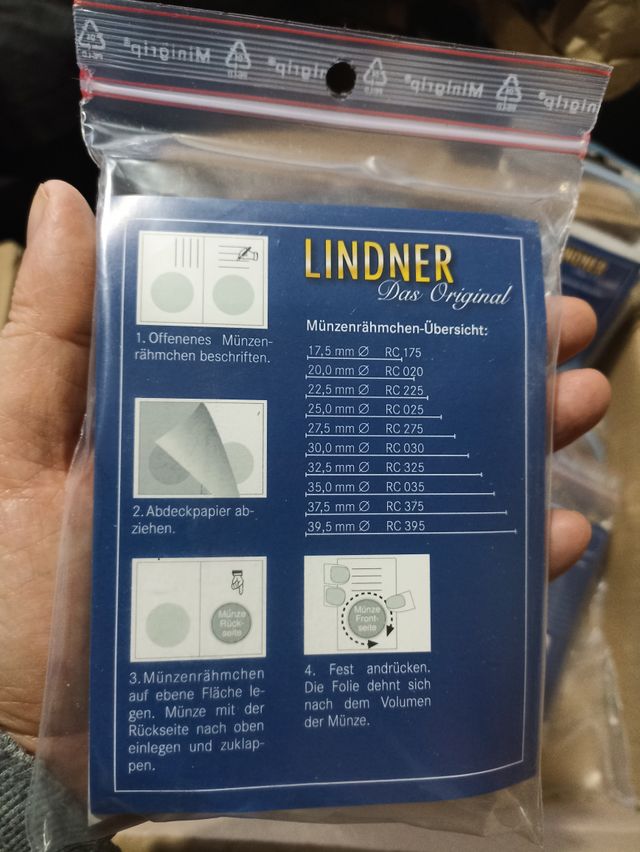 Minigrip® Minigrip® Minigrip® Minigrip®
LINDNER
Das Original
1. Offenenes Münzen-
rähmchen beschriften.
2. Abdeckpapier ab-
ziehen.
Münze
Rück-
seite
3. Münzenrähmchen
auf ebene Fläche le-
gen. Münze mit der
Rückseite nach oben
einlegen und zuklap-
pen.
Münzenrähmchen-Übersicht:
17,5 mm Ø RC 175
20,0 mm Ø RC 020
22,5 mm Ø RC 225
25,0 mm Ø RC 025
27,5 mm Ø RC 275
30,0 mm Ø RC 030
32,5 mm Ø RC 325
35,0 mm Ø RC 035
37,5 mm Ø RC 375
39,5 mm Ø RC 395
Münze
Front-
seite
4. Fest andrücken.
Die Folie dehnt sich
nach dem Volumen
der Münze.
LINDNER